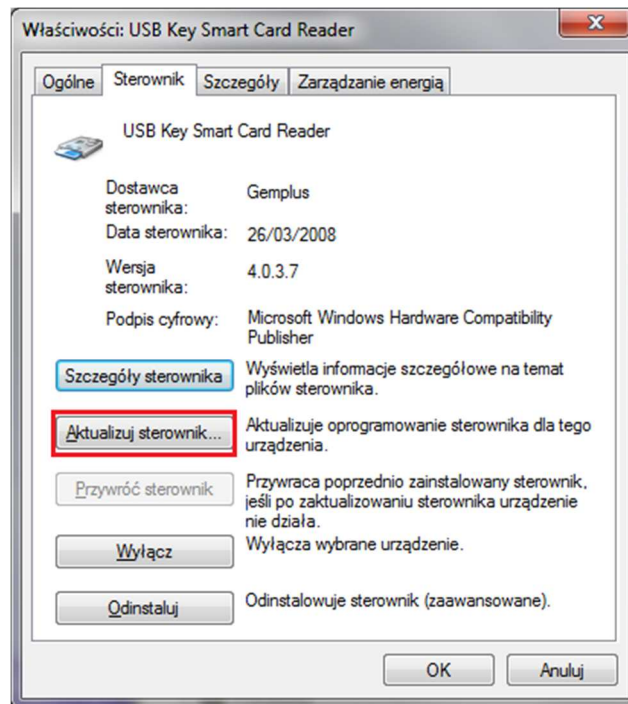 Właściwości: USB Key Smart Card Reader
Ogólne Sterownik Szczegóły Zarządzanie energią
USB Key Smart Card Reader
Dostawca
sterownika:
Gemplus
Data sterownika: 26/03/2008
Wersja
sterownika:
4.0.3.7
Podpis cyfrowy: Microsoft Windows Hardware Compatibility
Publisher
Szczegóły sterownika
Wyświetla informacje szczegółowe na temat
plików sterownika.
Aktualizuj sterownik...
Aktualizuje oprogramowanie sterownika dla tego
urządzenia.
Przywróć sterownik
Przywraca poprzednio zainstalowany sterownik,
jeśli po zaktualizowaniu sterownika urządzenie
nie działa.
Wyłącz
Wyłącza wybrane urządzenie.
Odinstaluj
Odinstalowuje sterownik (zaawansowane).
OK Anuluj